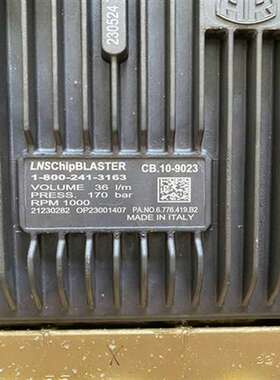 230524
LNSChipBLASTER CB.10-9023
1-800-241-3163
VOLUME 36 l/m
PRESS. 170 bar
RPM 1000
21230282 OP23001407 PA.NO.6.776.419.B2
MADE IN ITALY
X